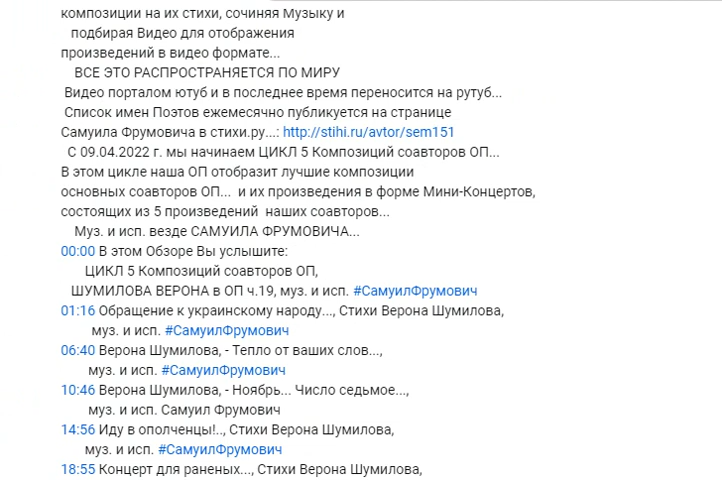 композиции на их стихи, сочиняя Музыку и
подбирая Видео для отображения
произведений в видео формате...
ВСЕ ЭТО РАСПРОСТРАНЯЕТСЯ ПО МИРУ
Видео порталом ютуб и в последнее время переносится на рутуб...
Список имен Поэтов ежемесячно публикуется на странице
Самуила Фрумовича в стихи.ру...: http://stihi.ru/avtor/sem151
С 09.04.2022 г. мы начинаем ЦИКЛ 5 Композиций соавторов ОП...
В этом цикле наша ОП отобразит лучшие композиции
основных соавторов ОП... и их произведения в форме Мини-Концертов,
состоящих из 5 произведений наших соавторов...
Муз. и исп. везде САМУИЛА ФРУМОВИЧА...
00:00 В этом Обзоре Вы услышите:
ЦИКЛ 5 Композиций соавторов ОП,
ШУМИЛОВА ВЕРОНА в ОП ч.19, муз. и исп. #СамуилФрумович
01:16 Обращение к украинскому народу..., Стихи Верона Шумилова,
муз. и исп. #СамуилФрумович
06:40 Верона Шумилова, - Тепло от ваших слов...,
муз. и исп. #СамуилФрумович
10:46 Верона Шумилова, - Ноябрь... Число седьмое...,
муз. и исп. Самуил Фрумович
14:56 Иду в ополченцы!.., Стихи Верона Шумилова,
муз. и исп. #СамуилФрумович
18:55 Концерт для раненых..., Стихи Верона Шумилова,